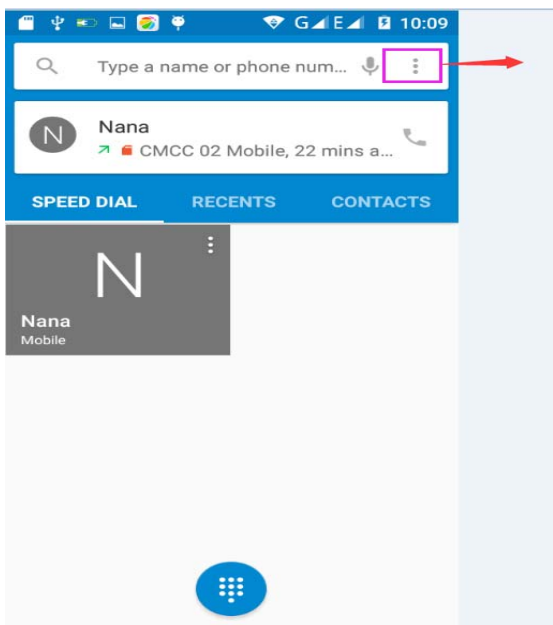 G E 10:09
Type a name or phone num...
N Nana
CMCC 02 Mobile, 22 mins a...
SPEED DIAL RECENTS CONTACTS
N
Nana
Mobile